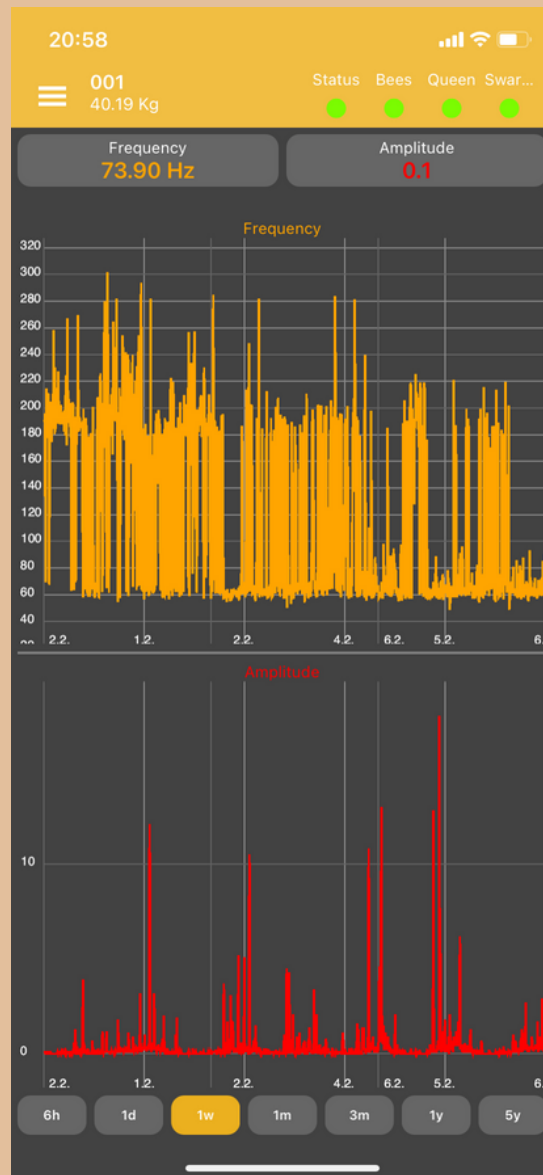 20:58
001
40.19 Kg
Status Bees Queen Swar...
Frequency
73.90 Hz
Amplitude
0.1
Frequency
320
300
280
260
240
220
200
180
160
140
120
100
80
60
40
2.2. 1.2. 2.2. 4.2. 6.2. 5.2. 6.
Amplitude
10
0
2.2. 1.2. 2.2. 4.2. 6.2. 5.2. 6.
6h 1d 1w 1m 3m 1y 5y